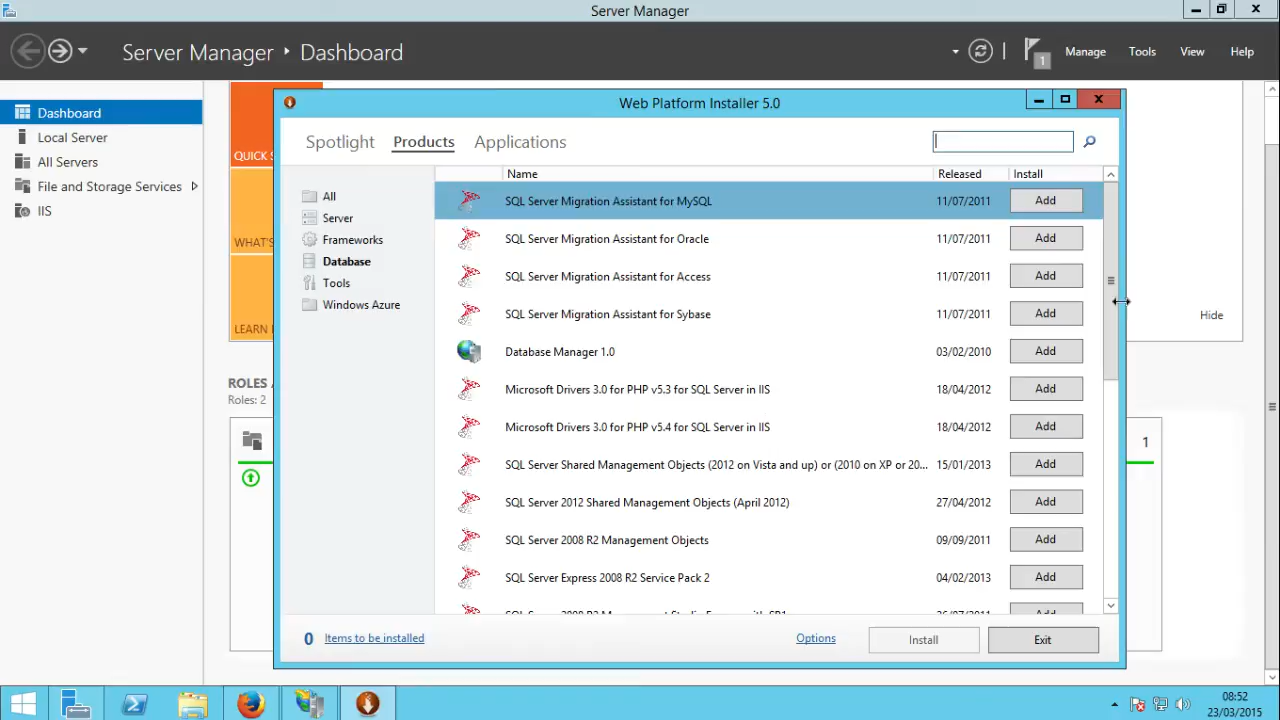 Server Manager
Server Manager ‣ Dashboard
1
Manage
Tools
View
Help
Dashboard
Local Server
All Servers
File and Storage Services
IIS
QUICK S
WHAT'S
LEARN
Hide
ROLES
Roles: 2
1
Web Platform Installer 5.0
Spotlight
Products
Applications
All
Server
Frameworks
Database
Tools
Windows Azure
Name Released Install
SQL Server Migration Assistant for MySQL 11/07/2011 Add
SQL Server Migration Assistant for Oracle 11/07/2011 Add
SQL Server Migration Assistant for Access 11/07/2011 Add
SQL Server Migration Assistant for Sybase 11/07/2011 Add
Database Manager 1.0 03/02/2010 Add
Microsoft Drivers 3.0 for PHP v5.3 for SQL Server in IIS 18/04/2012 Add
Microsoft Drivers 3.0 for PHP v5.4 for SQL Server in IIS 18/04/2012 Add
SQL Server Shared Management Objects (2012 on Vista and up) or (2010 on XP or 20... 15/01/2013 Add
SQL Server 2012 Shared Management Objects (April 2012) 27/04/2012 Add
SQL Server 2008 R2 Management Objects 09/09/2011 Add
SQL Server Express 2008 R2 Service Pack 2 04/02/2013 Add
0 Items to be installed
Options
Install
Exit
08:52
23/03/2015